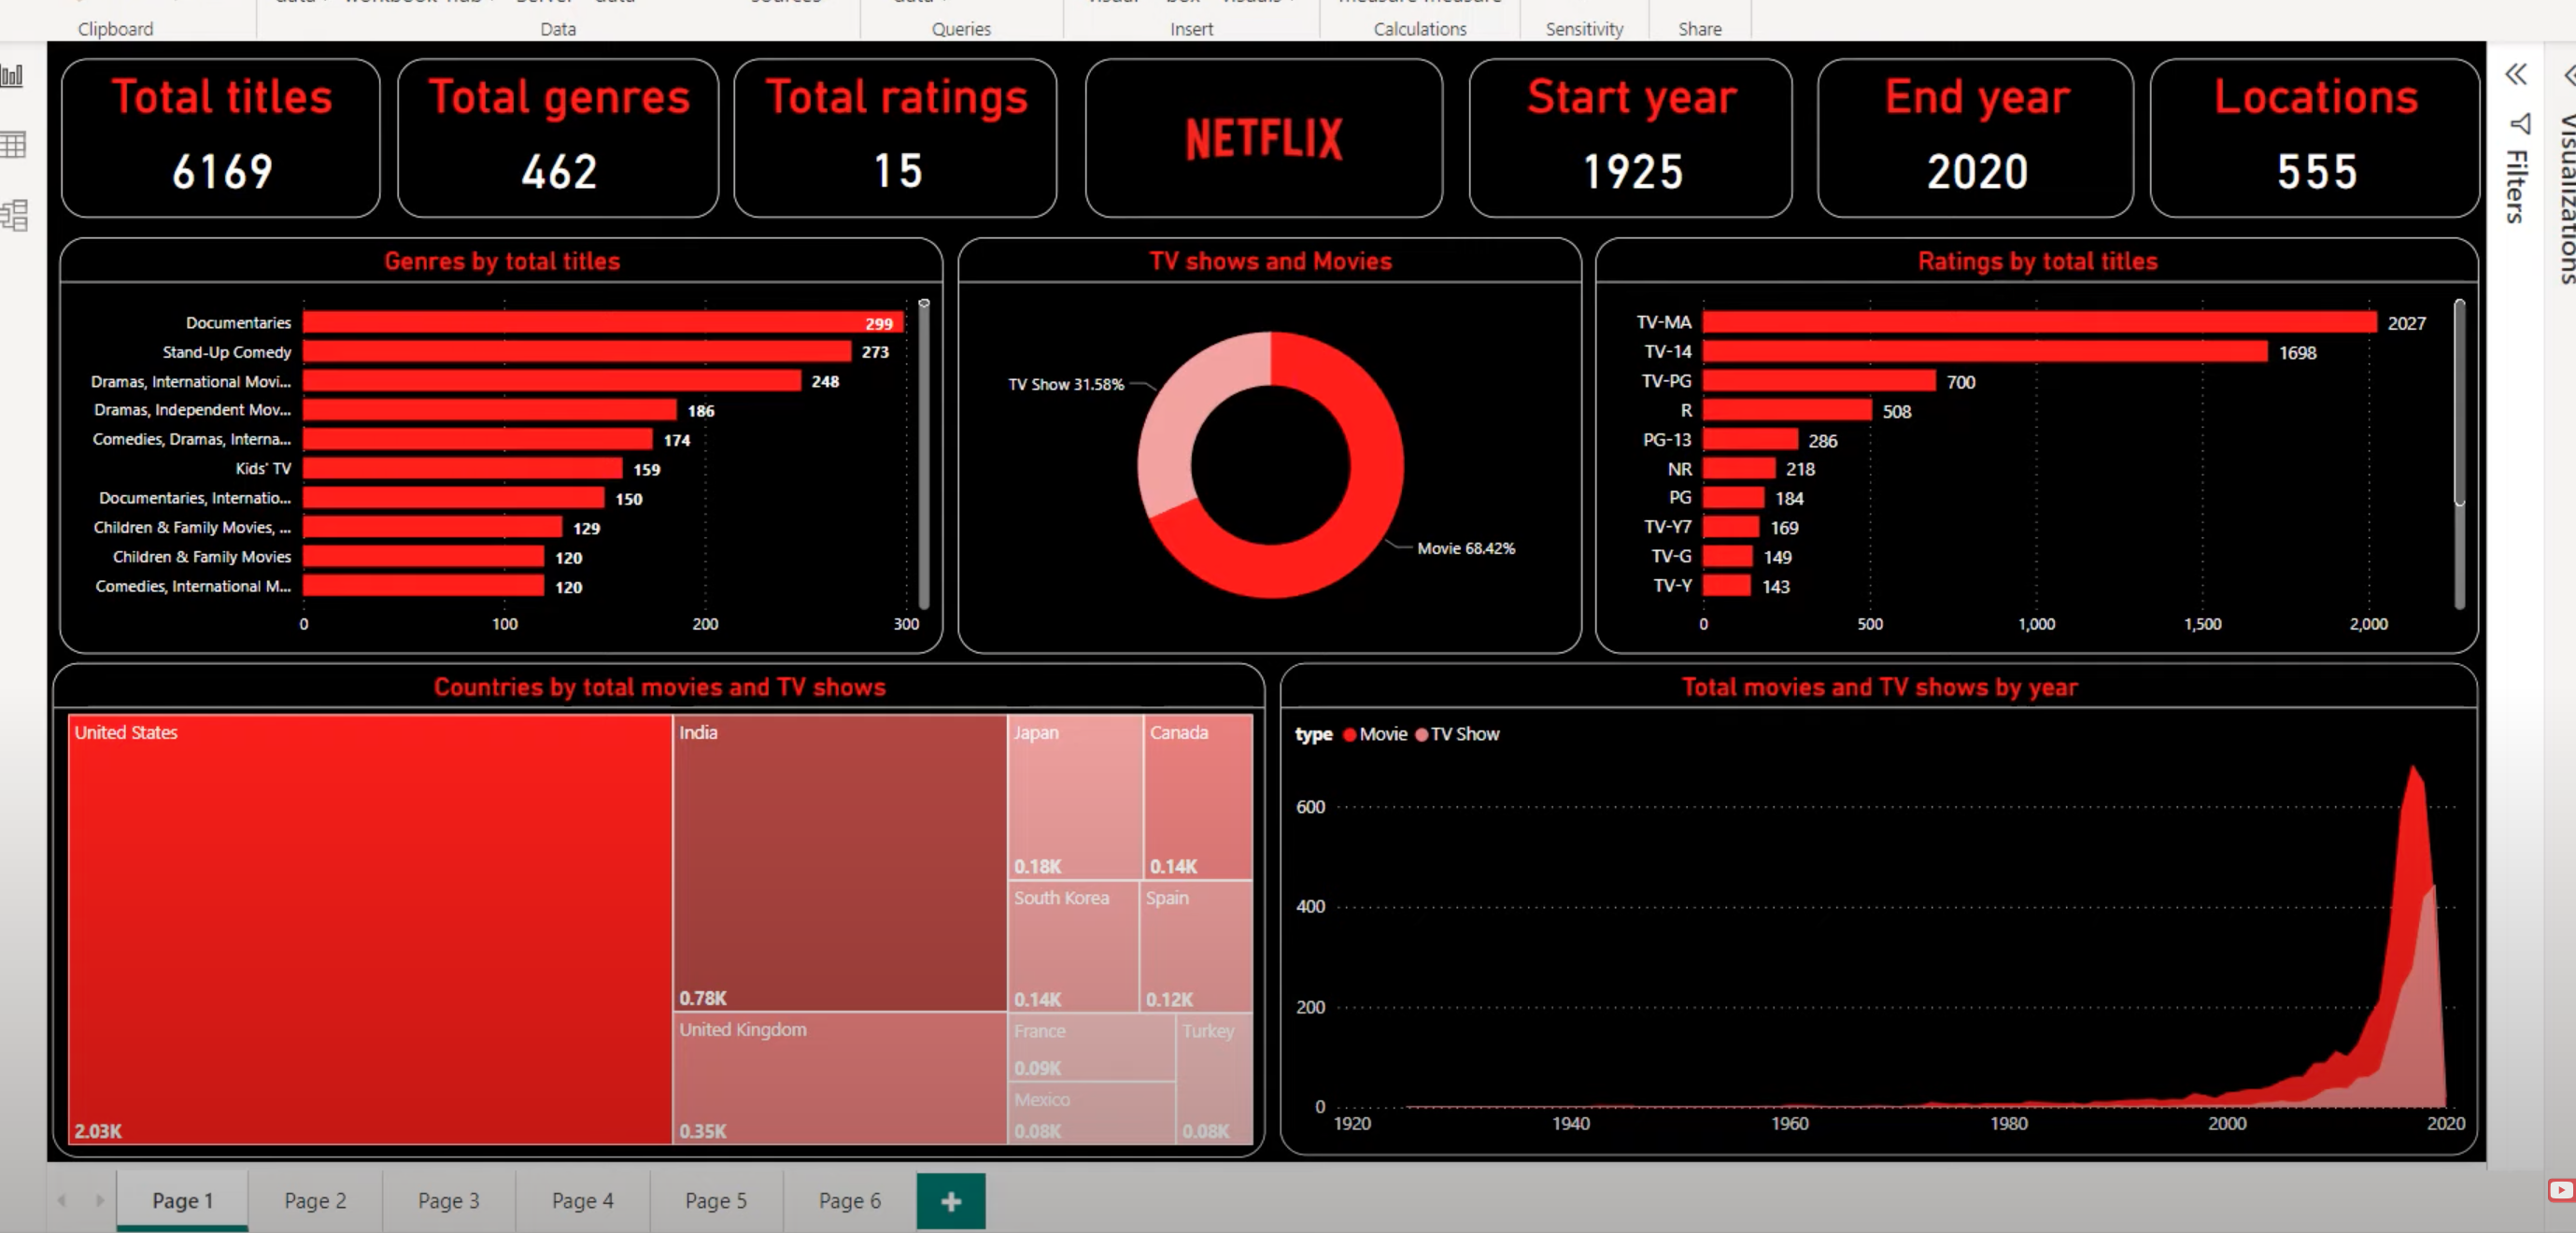 Clipboard
Data
Queries
Insert
Calculations
Sensitivity
Share
Total titles
6169
Total genres
462
Total ratings
15
NETFLIX
Start year
1925
End year
2020
Locations
555
Filters
Visualizations
Genres by total titles
Documentaries 299
Stand-Up Comedy 273
Dramas, International Movi... 248
Dramas, Independent Mov... 186
Comedies, Dramas, Interna... 174
Kids' TV 159
Documentaries, Internatio... 150
Children & Family Movies, ... 129
Children & Family Movies 120
Comedies, International M... 120
0 100 200 300
TV shows and Movies
TV Show 31.58%
Movie 68.42%
Ratings by total titles
TV-MA 2027
TV-14 1698
TV-PG 700
R 508
PG-13 286
NR 218
PG 184
TV-Y7 169
TV-G 149
TV-Y 143
0 500 1,000 1,500 2,000
Countries by total movies and TV shows
United States
2.03K
India
0.78K
United Kingdom
0.35K
Japan
0.18K
Canada
0.14K
South Korea
0.14K
Spain
0.12K
France
0.09K
Mexico
0.08K
Turkey
0.08K
Total movies and TV shows by year
type Movie TV Show
600
400
200
0
1920 1940 1960 1980 2000 2020
Page 1 Page 2 Page 3 Page 4 Page 5 Page 6